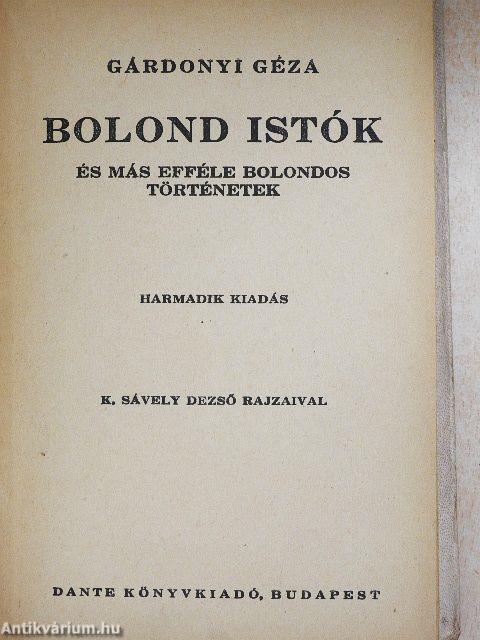 GÁRDONYI GÉZA
BOLOND ISTÓK
ÉS MÁS EFFÉLE BOLONDOS
TÖRTÉNETEK
HARMADIK KIADÁS
K. SÁVELY DEZSŐ RAJZAIVAL
DANTE KÖNYVKIADÓ, BUDAPEST
Antikvárium.hu